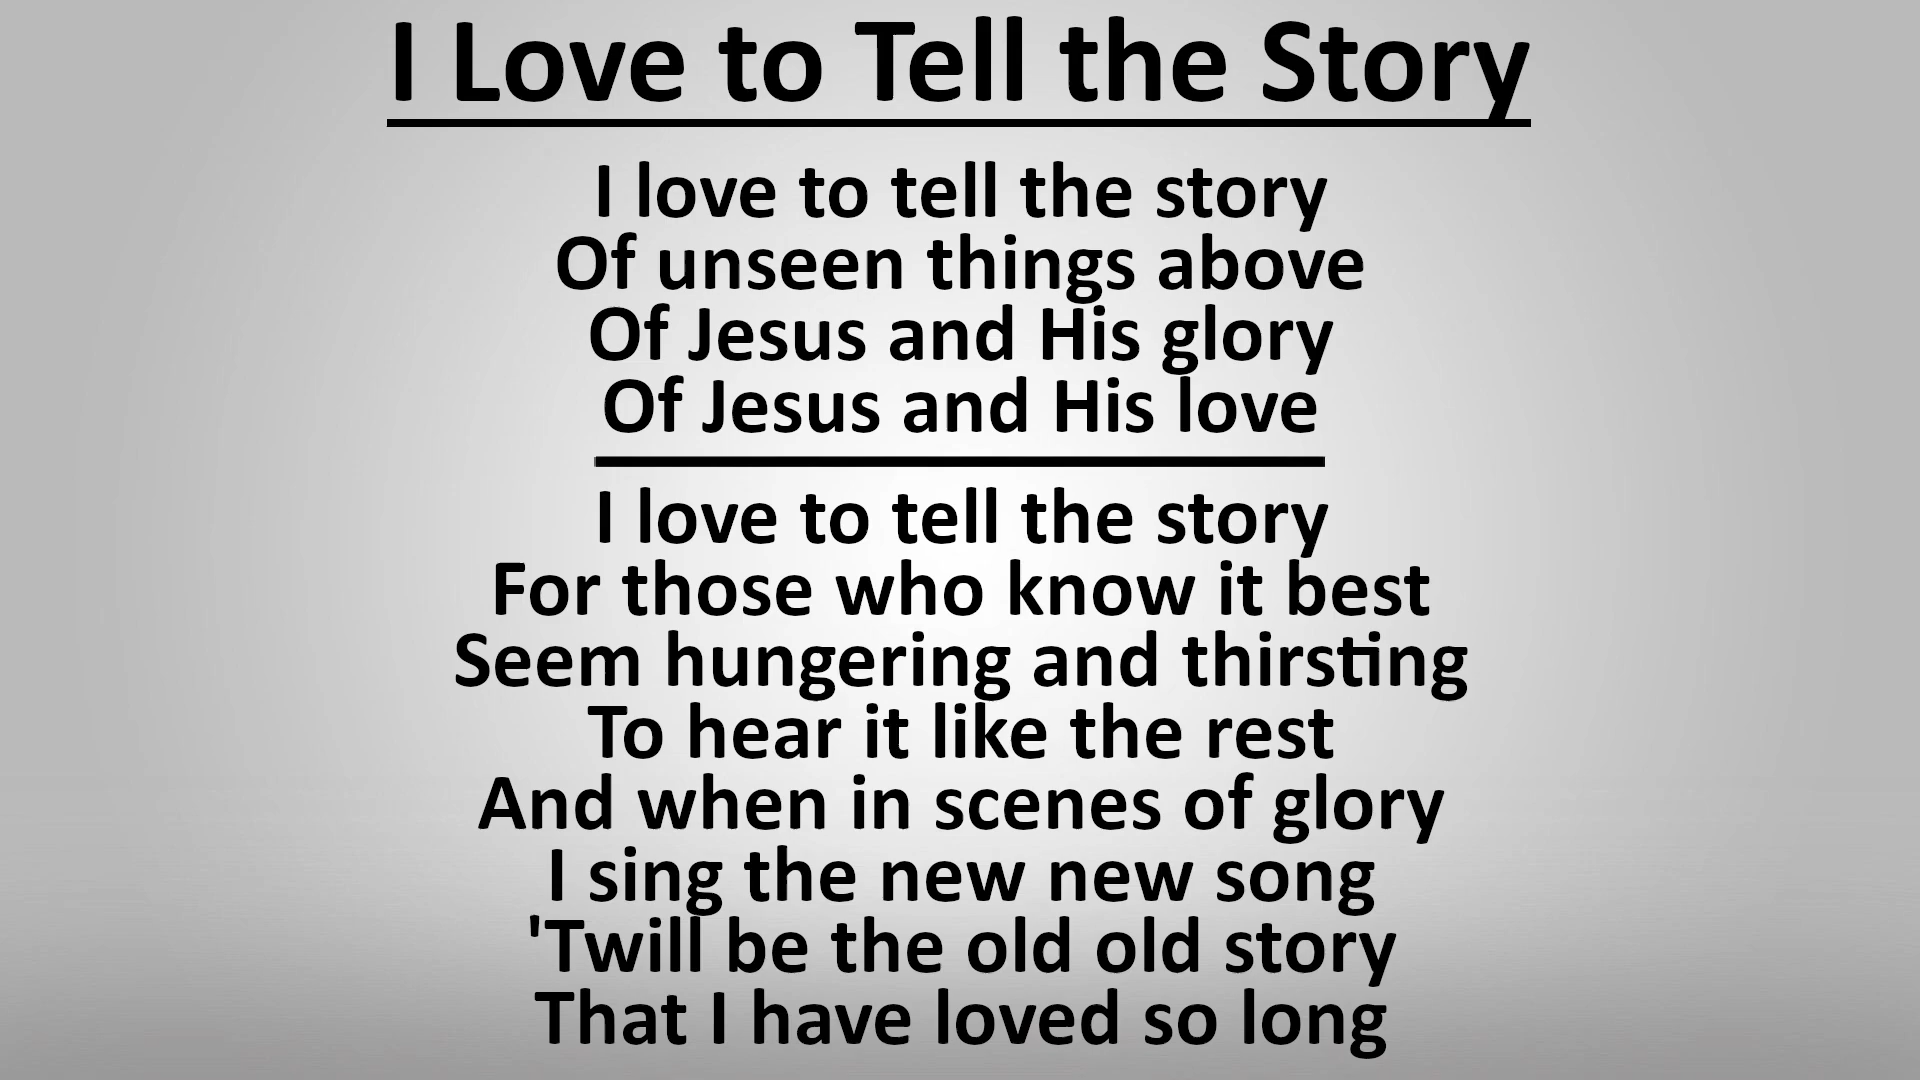 I Love to Tell the Story
I love to tell the story
Of unseen things above
Of Jesus and His glory
Of Jesus and His love
I love to tell the story
For those who know it best
Seem hungering and thirsting
To hear it like the rest
And when in scenes of glory
I sing the new new song
'Twill be the old old story
That I have loved so long